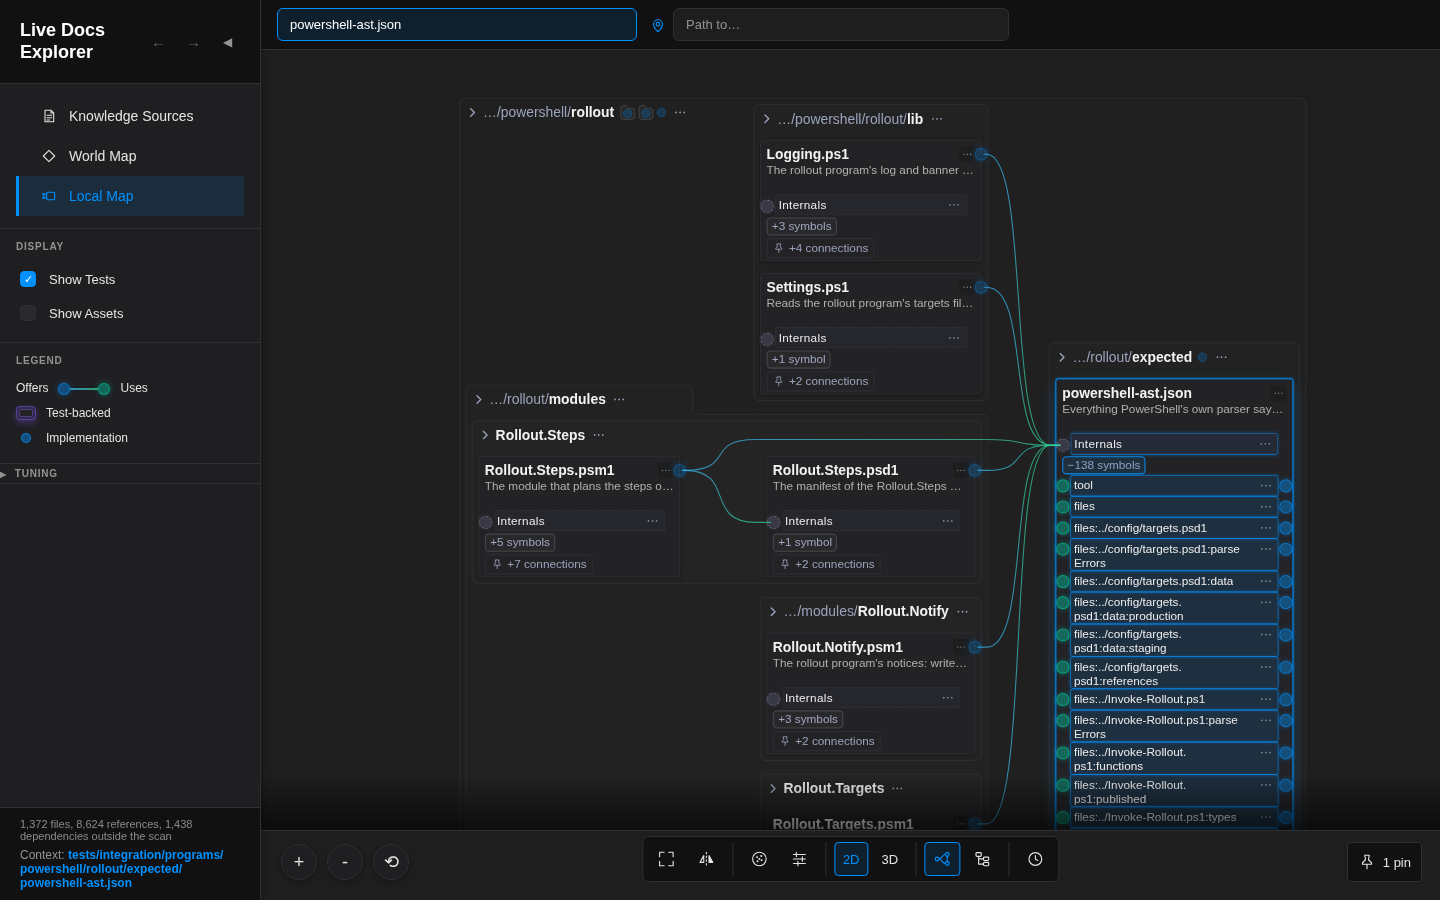 Live Docs
Explorer
← → ◀
Knowledge Sources
World Map
Local Map
DISPLAY
✓ Show Tests
Show Assets
LEGEND
Offers Uses
Test-backed
Implementation
▶ TUNING
1,372 files, 8,624 references, 1,438
dependencies outside the scan
Context: tests/integration/programs/
powershell/rollout/expected/
powershell-ast.json
powershell-ast.json
Path to…
…/powershell/rollout ···
…/powershell/rollout/lib ···
Logging.ps1 ···
The rollout program's log and banner …
Internals ···
+3 symbols
+4 connections
Settings.ps1 ···
Reads the rollout program's targets fil…
Internals ···
+1 symbol
+2 connections
…/rollout/modules ···
Rollout.Steps ···
Rollout.Steps.psm1 ···
The module that plans the steps o…
Internals ···
+5 symbols
+7 connections
Rollout.Steps.psd1 ···
The manifest of the Rollout.Steps …
Internals ···
+1 symbol
+2 connections
…/modules/Rollout.Notify ···
Rollout.Notify.psm1 ···
The rollout program's notices: write…
Internals ···
+3 symbols
+2 connections
Rollout.Targets ···
Rollout.Targets.psm1 ···
…/rollout/expected ···
powershell-ast.json ···
Everything PowerShell's own parser say…
Internals ···
−138 symbols
tool ···
files ···
files:../config/targets.psd1 ···
files:../config/targets.psd1:parse ···
Errors
files:../config/targets.psd1:data ···
files:../config/targets. ···
psd1:data:production
files:../config/targets. ···
psd1:data:staging
files:../config/targets. ···
psd1:references
files:../Invoke-Rollout.ps1 ···
files:../Invoke-Rollout.ps1:parse ···
Errors
files:../Invoke-Rollout. ···
ps1:functions
files:../Invoke-Rollout. ···
ps1:published
files:../Invoke-Rollout.ps1:types ···
+ - ⟲
2D 3D
1 pin